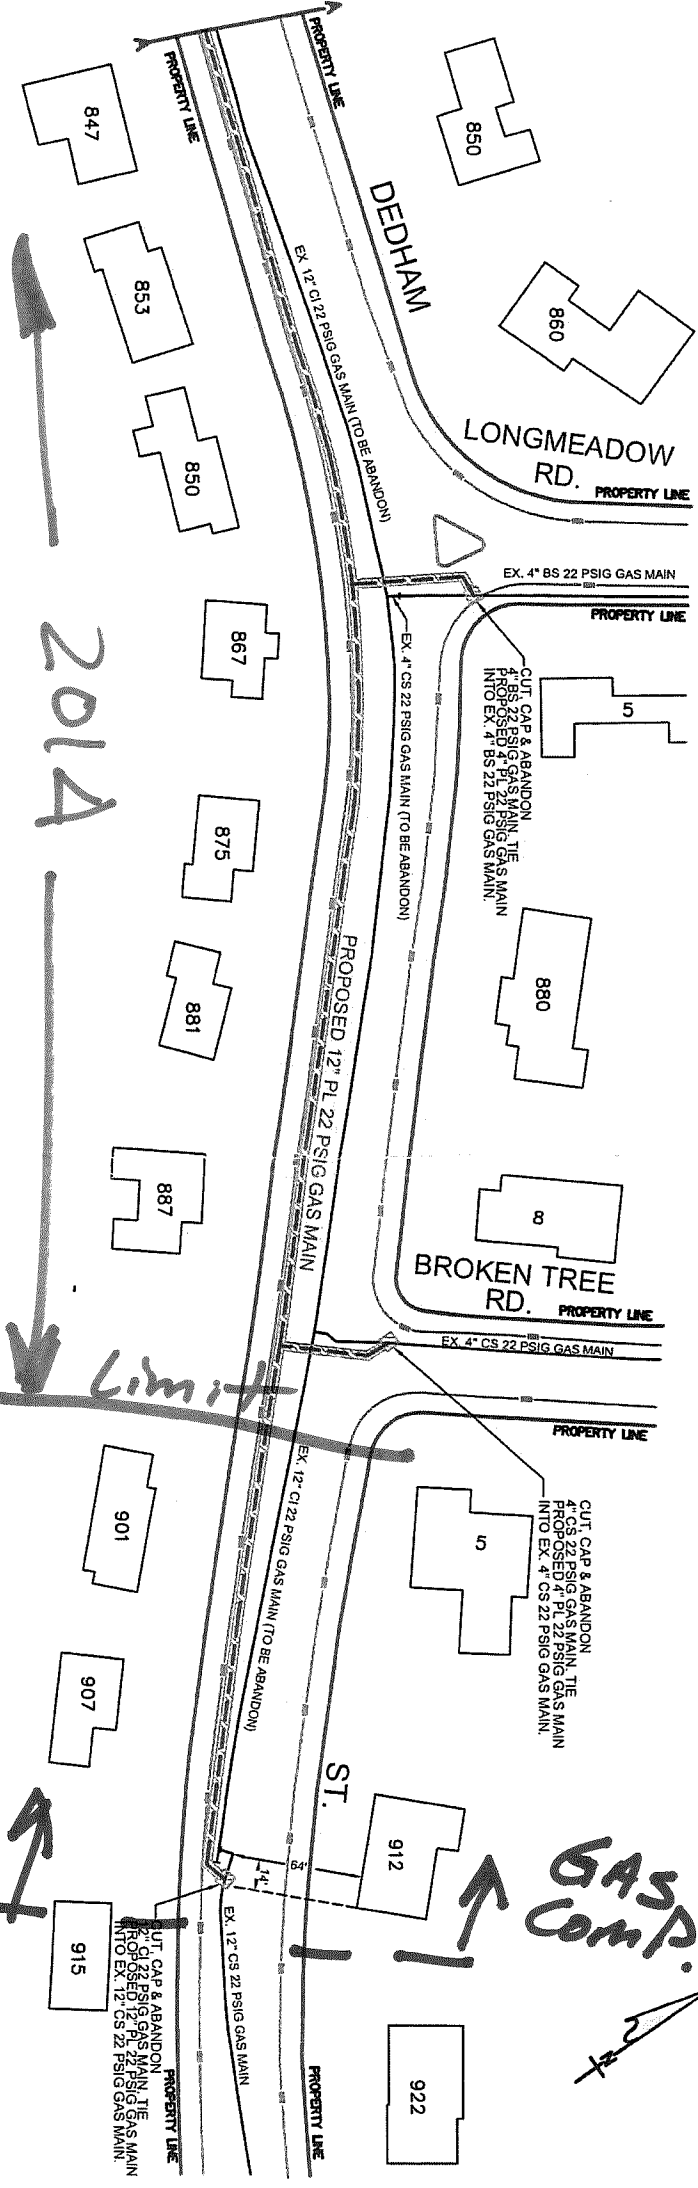 PROPERTY LINE
PROPERTY LINE
847
850
DEDHAM
853
860
EX. 12" CI 22 PSIG GAS MAIN (TO BE ABANDON)
850
LONGMEADOW
RD.
PROPERTY LINE
EX. 4" BS 22 PSIG GAS MAIN
PROPERTY LINE
867
EX. 4" CS 22 PSIG GAS MAIN (TO BE ABANDON)
CUT, CAP & ABANDON
4" BS 22 PSIG GAS MAIN. TIE
PROPOSED 4" PL 22 PSIG GAS MAIN
INTO EX. 4" BS 22 PSIG GAS MAIN.
5
201A
875
880
881
PROPOSED 12" PL 22 PSIG GAS MAIN
887
8
BROKEN TREE
RD.
PROPERTY LINE
EX. 4" CS 22 PSIG GAS MAIN
Limit
PROPERTY LINE
EX. 12" CI 22 PSIG GAS MAIN (TO BE ABANDON)
901
5
CUT, CAP & ABANDON
4" CS 22 PSIG GAS MAIN. TIE
PROPOSED 4" PL 22 PSIG GAS MAIN
INTO EX. 4" CS 22 PSIG GAS MAIN.
907
ST.
912
64'
14'
GAS
COMP.
N
915
EX. 12" CS 22 PSIG GAS MAIN
CUT, CAP & ABANDON
12" CI 22 PSIG GAS MAIN. TIE
PROPOSED 12" PL 22 PSIG GAS MAIN
INTO EX. 12" CS 22 PSIG GAS MAIN.
922
PROPERTY LINE
PROPERTY LINE